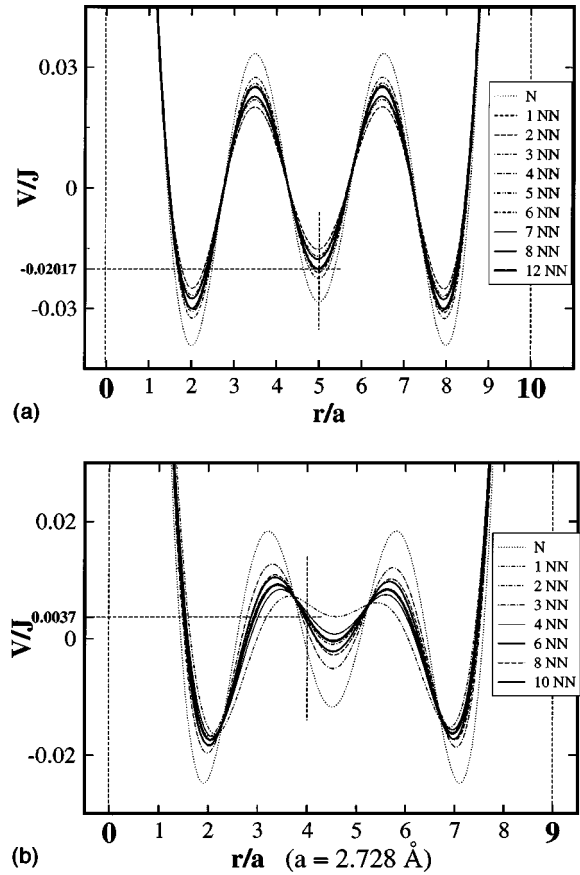 0.03
0
-0.02017
-0.03
V/J
N
1 NN
2 NN
3 NN
4 NN
5 NN
6 NN
7 NN
8 NN
12 NN
0 1 2 3 4 5 6 7 8 9 10
(a)
r/a
0.02
0.0037
0
-0.02
V/J
N
1 NN
2 NN
3 NN
4 NN
6 NN
8 NN
10 NN
0 1 2 3 4 5 6 7 8 9
(b)
r/a (a = 2.728 Å)